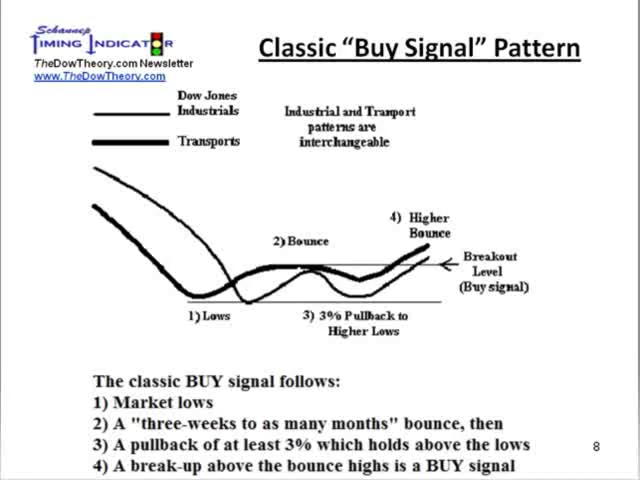 Schannep
TIMING INDICATOR
TheDowTheory.com Newsletter
www.TheDowTheory.com
Classic “Buy Signal” Pattern
Dow Jones
Industrials
Transports
Industrial and Tranport
patterns are
interchangeable
4) Higher
Bounce
2) Bounce
Breakout
Level
(Buy signal)
1) Lows
3) 3% Pullback to
Higher Lows
The classic BUY signal follows:
1) Market lows
2) A "three-weeks to as many months" bounce, then
3) A pullback of at least 3% which holds above the lows
4) A break-up above the bounce highs is a BUY signal
8